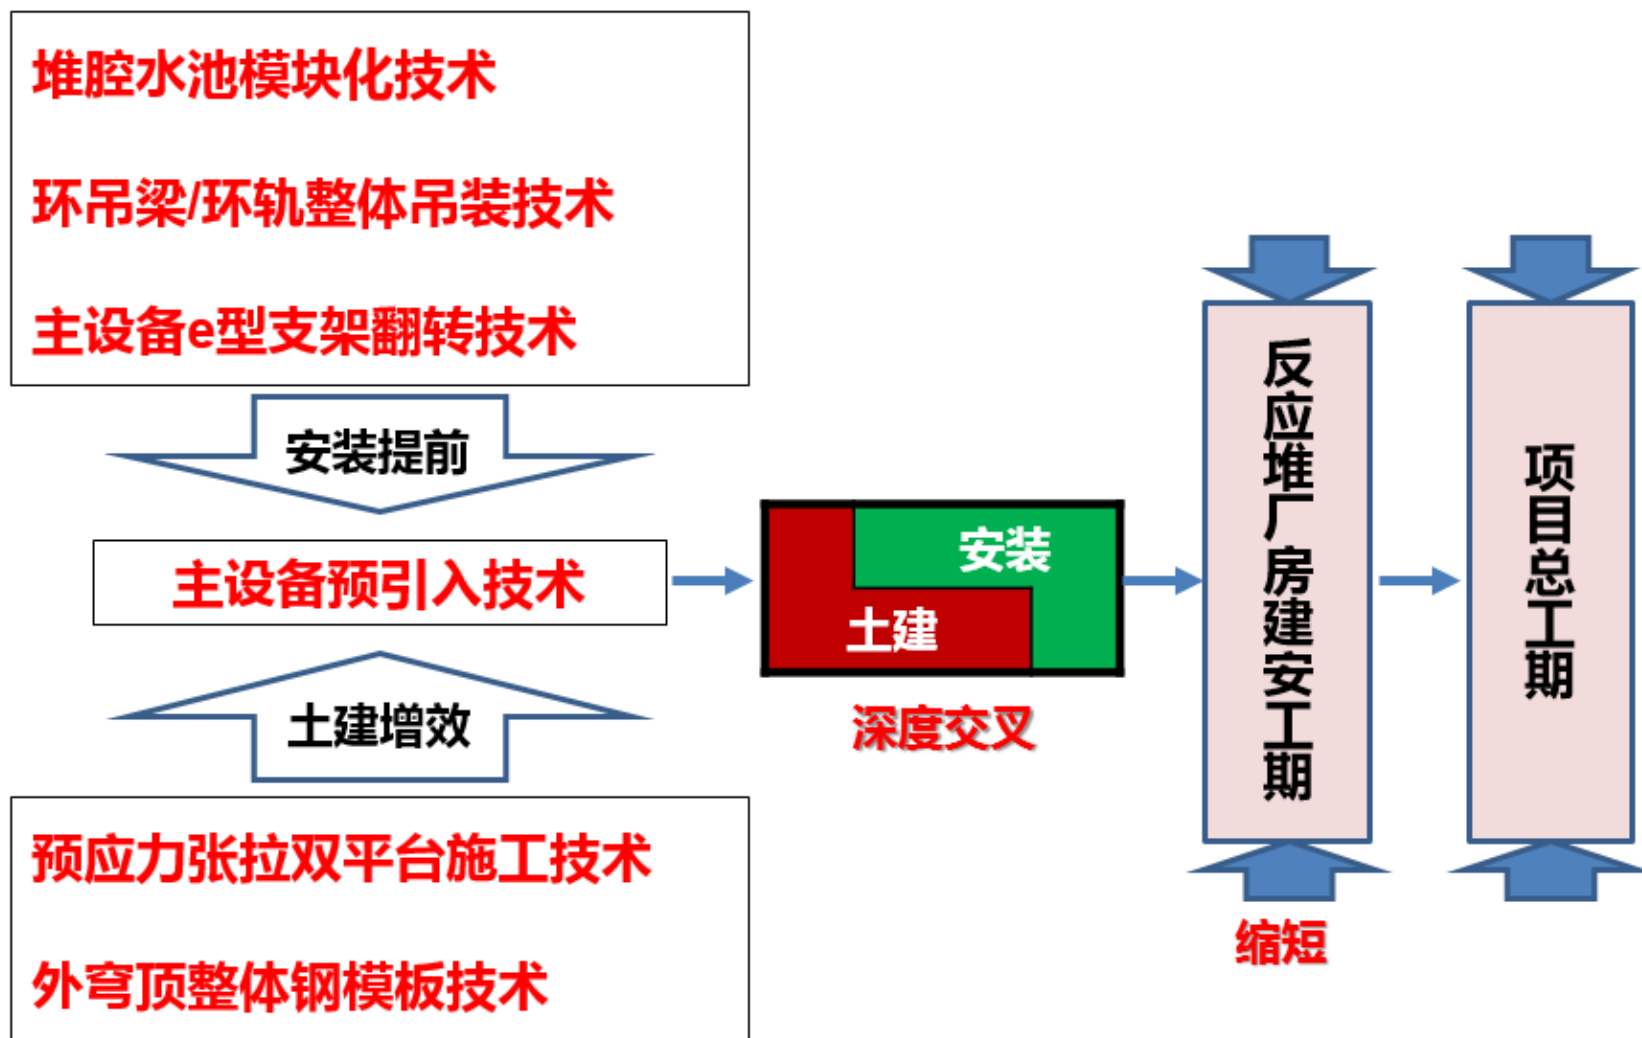 堆腔水池模块化技术
环吊梁/环轨整体吊装技术
主设备e型支架翻转技术
安装提前
主设备预引入技术
土建增效
预应力张拉双平台施工技术
外穹顶整体钢模板技术
安装
土建
深度交叉
反应堆厂房建安工期
缩短
项目总工期